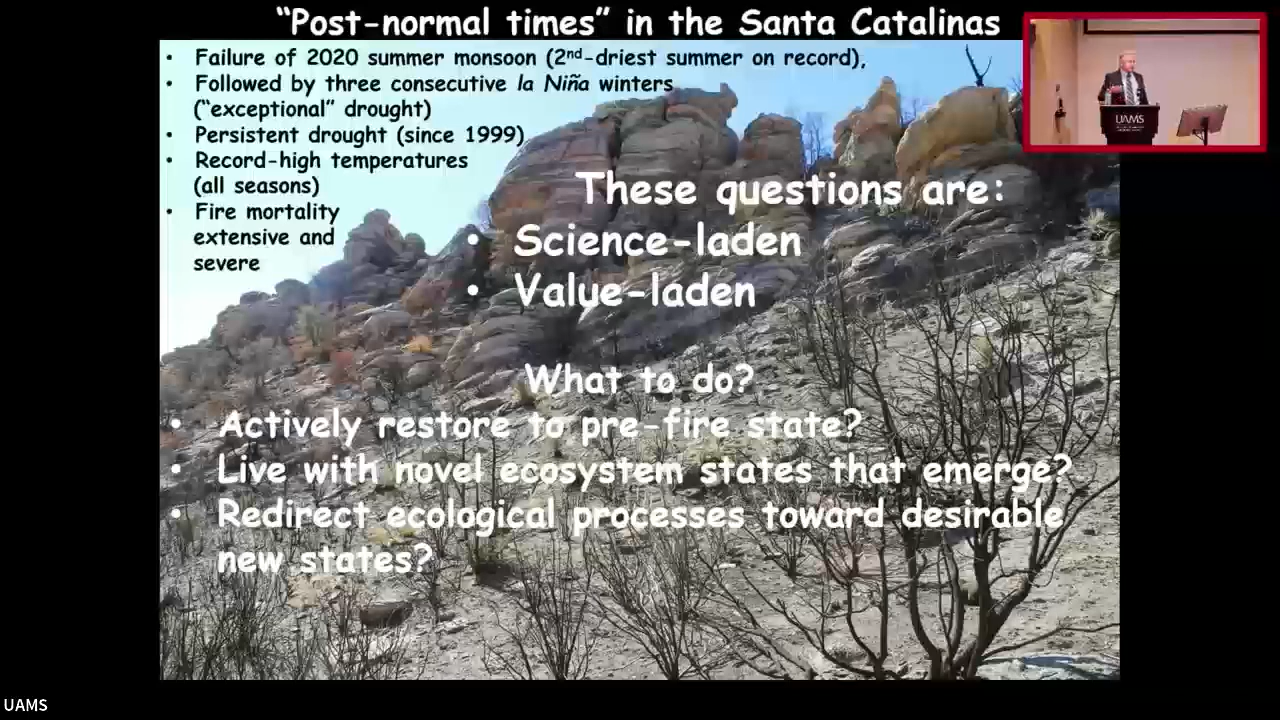 “Post-normal times” in the Santa Catalinas
• Failure of 2020 summer monsoon (2nd-driest summer on record),
• Followed by three consecutive la Niña winters
(“exceptional” drought)
• Persistent drought (since 1999)
• Record-high temperatures
(all seasons)
• Fire mortality
extensive and
severe
These questions are:
• Science-laden
• Value-laden
What to do?
• Actively restore to pre-fire state?
• Live with novel ecosystem states that emerge?
• Redirect ecological processes toward desirable
new states?
UAMS
UAMS